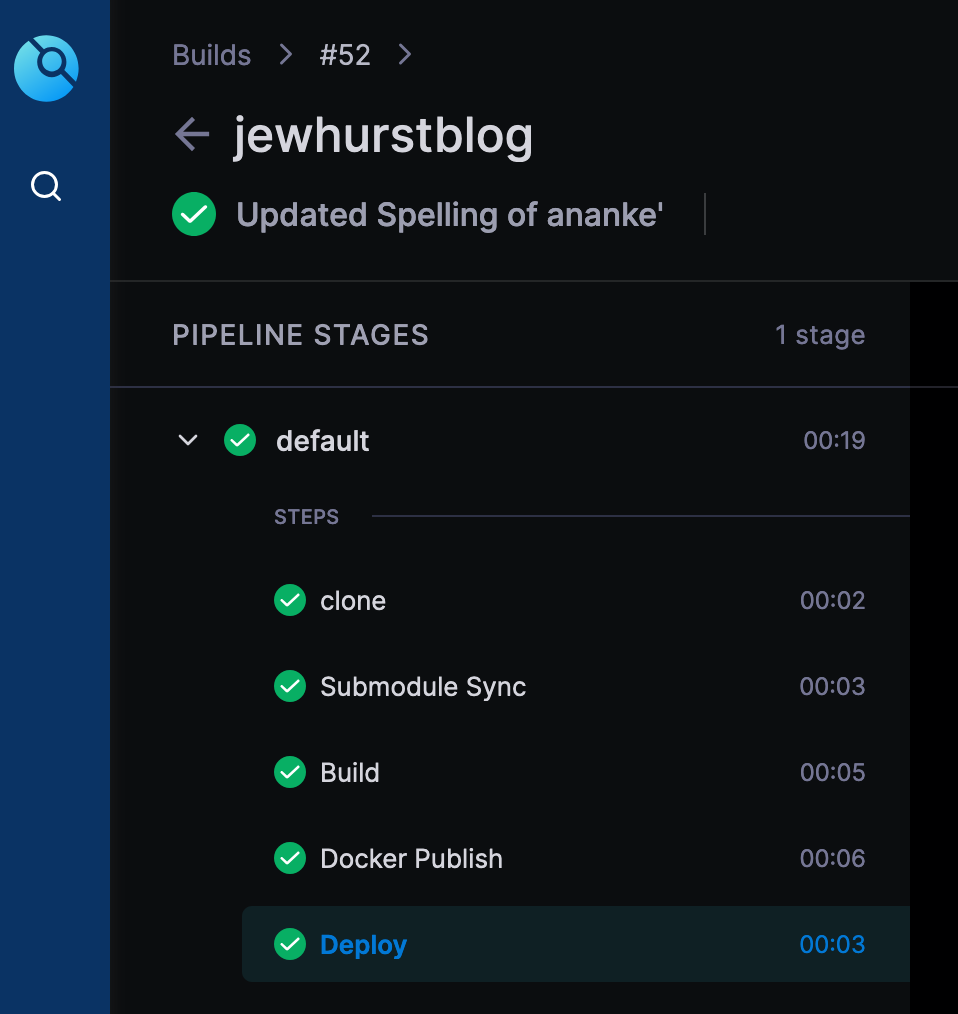 Builds > #52 >
← jewhurstblog
Updated Spelling of ananke'
PIPELINE STAGES 1 stage
default 00:19
STEPS
clone 00:02
Submodule Sync 00:03
Build 00:05
Docker Publish 00:06
Deploy 00:03